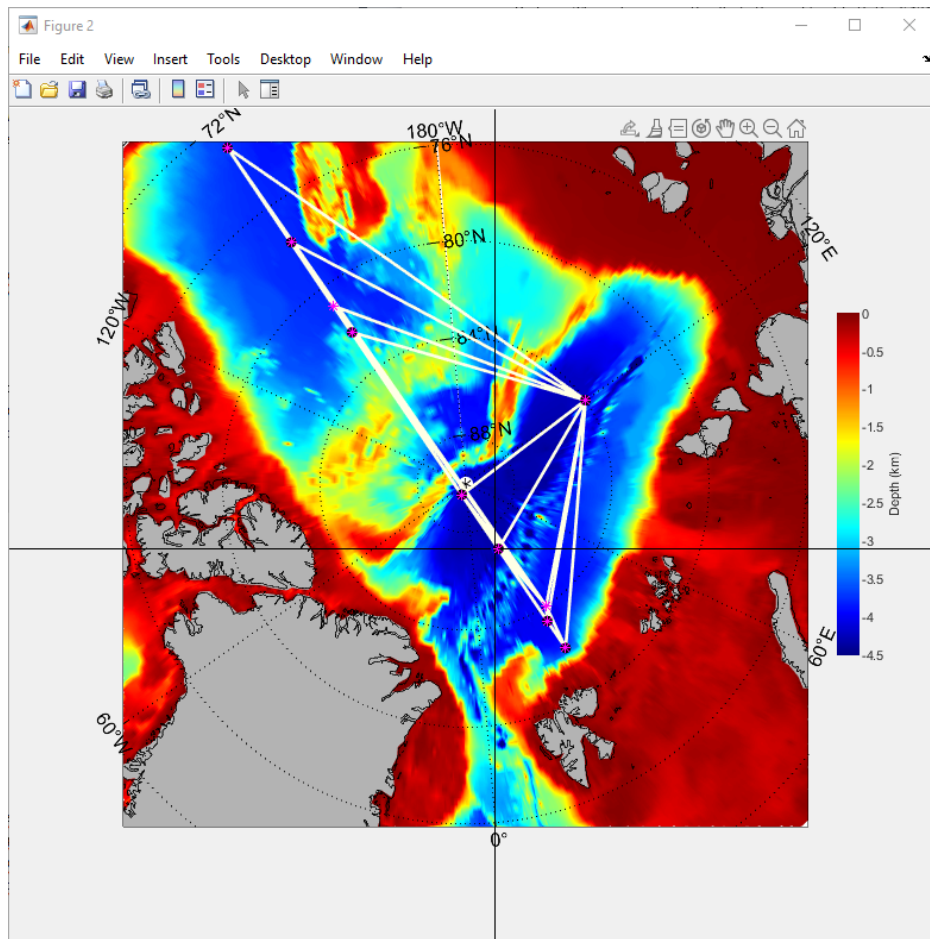 Figure 2
File Edit View Insert Tools Desktop Window Help
72°N
180°W
76°N
120°E
80°N
120°W
84°N
88°N
0
-0.5
-1
-1.5
-2
-2.5
-3
-3.5
-4
-4.5
Depth (km)
60°E
60°W
0°